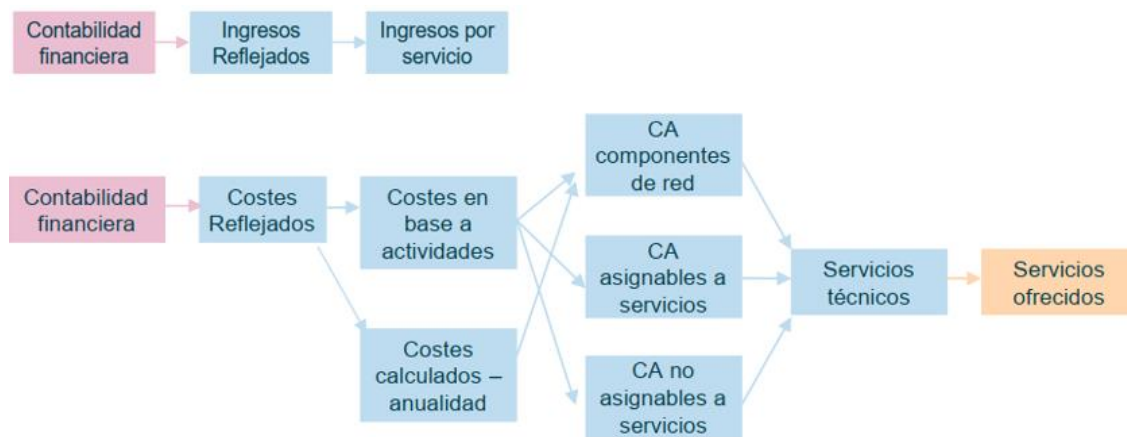 Contabilidad
financiera
Ingresos
Reflejados
Ingresos por
servicio
Contabilidad
financiera
Costes
Reflejados
Costes en
base a
actividades
Costes
calculados –
anualidad
CA
componentes
de red
CA
asignables a
servicios
CA no
asignables a
servicios
Servicios
técnicos
Servicios
ofrecidos